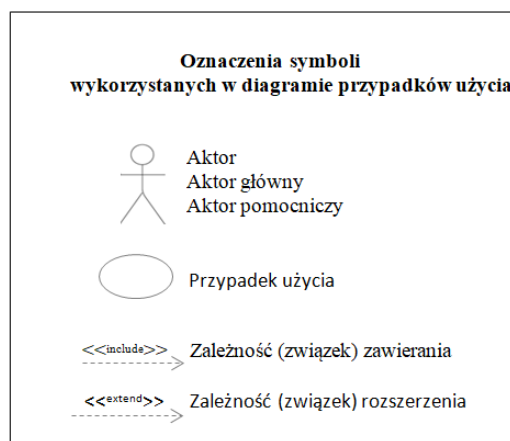 Oznaczenia symboli
wykorzystanych w diagramie przypadków użycia
Aktor
Aktor główny
Aktor pomocniczy
Przypadek użycia
<<include>> Zależność (związek) zawierania
<<extend>> Zależność (związek) rozszerzenia